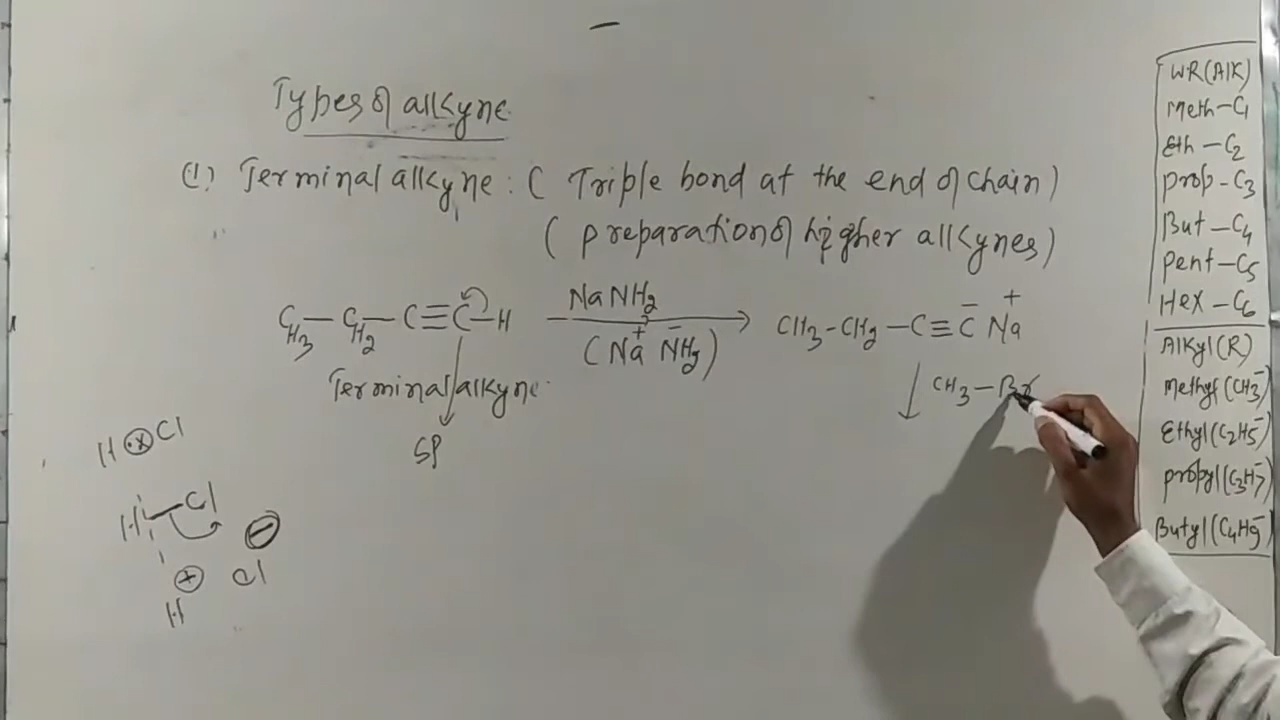 Types of alkyne
(1) Terminal alkyne : ( Triple bond at the end of chain)
( preparation of higher alkynes)
CH3 — CH2 — C≡C—H
NaNH2
(Na+ NH2-)
CH3-CH2 —C≡C- Na+
Terminal alkyne.
SP
CH3—Br
H·xCl
H—Cl
⊖
⊕ Cl
H
WR(AlK)
Meth-C1
Eth-C2
Prop-C3
But-C4
Pent-C5
Hex-C6
Alkyl(R)
Methyl(CH3-)
Ethyl(C2H5-)
propyl(C3H7-)
Butyl(C4H9-)